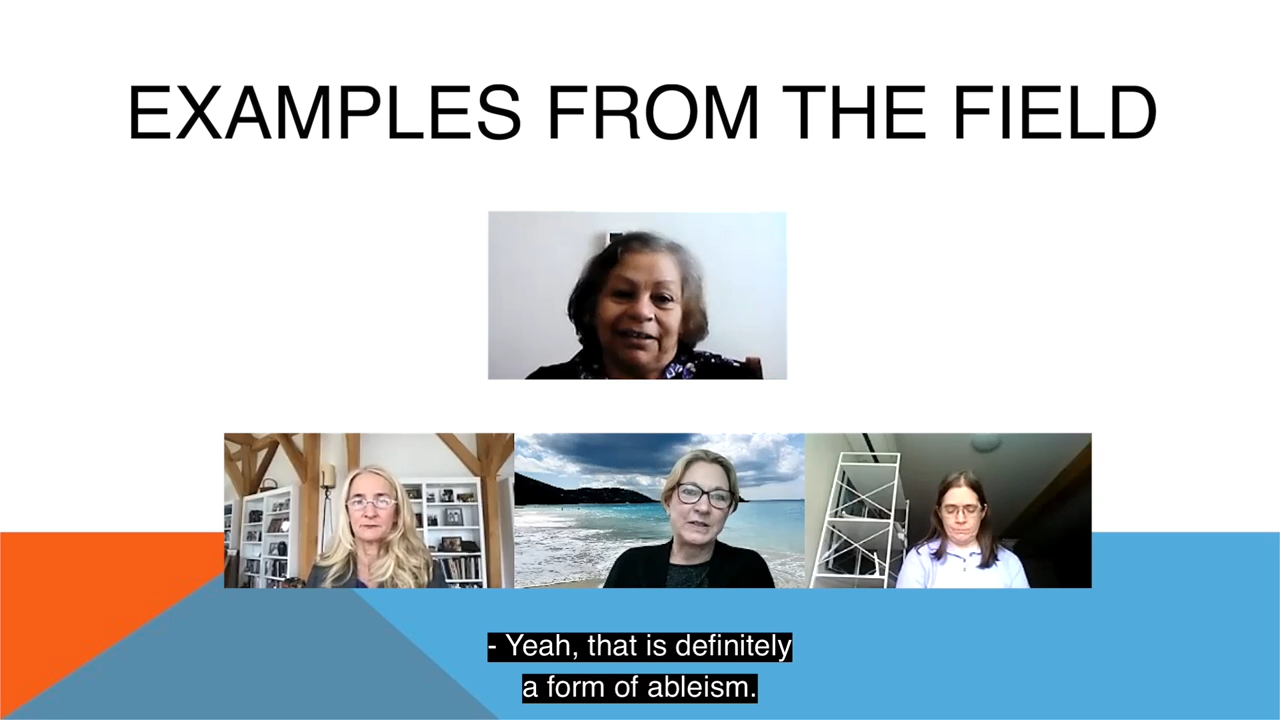 EXAMPLES FROM THE FIELD
- Yeah, that is definitely
a form of ableism.